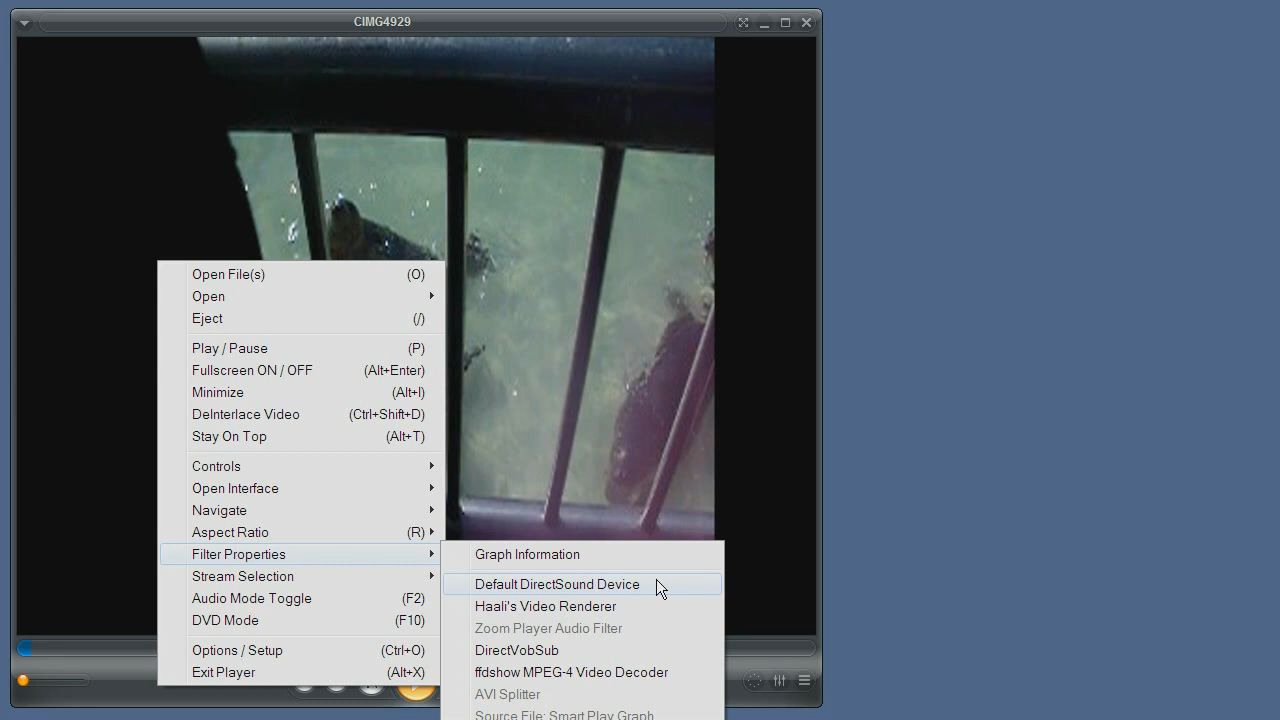 CIMG4929
Open File(s) (O)
Open
Eject (/)
Play / Pause (P)
Fullscreen ON / OFF (Alt+Enter)
Minimize (Alt+I)
DeInterlace Video (Ctrl+Shift+D)
Stay On Top (Alt+T)
Controls
Open Interface
Navigate
Aspect Ratio (R)
Filter Properties
Stream Selection
Audio Mode Toggle (F2)
DVD Mode (F10)
Options / Setup (Ctrl+O)
Exit Player (Alt+X)
Graph Information
Default DirectSound Device
Haali's Video Renderer
Zoom Player Audio Filter
DirectVobSub
ffdshow MPEG-4 Video Decoder
AVI Splitter
Source File: Smart Play Graph